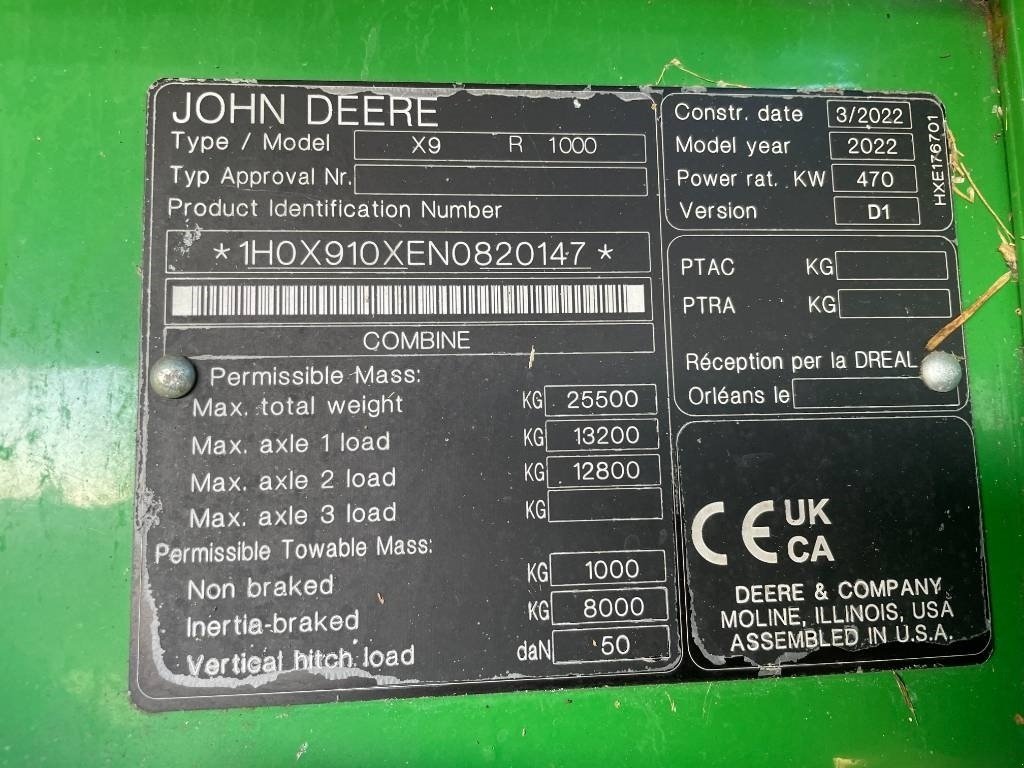 JOHN DEERE
Type / Model X9 R 1000
Typ Approval Nr.
Product Identification Number
*1H0X910XEN0820147*
COMBINE
Permissible Mass:
Max. total weight KG 25500
Max. axle 1 load KG 13200
Max. axle 2 load KG 12800
Max. axle 3 load KG
Permissible Towable Mass:
Non braked KG 1000
Inertia-braked KG 8000
Vertical hitch load daN 50
Constr. date 3/2022
Model year 2022
Power rat. KW 470
Version D1
HXE176701
PTAC KG
PTRA KG
Réception per la DREAL
Orléans le
CE UK
CA
DEERE & COMPANY
MOLINE, ILLINOIS, USA
ASSEMBLED IN U.S.A.